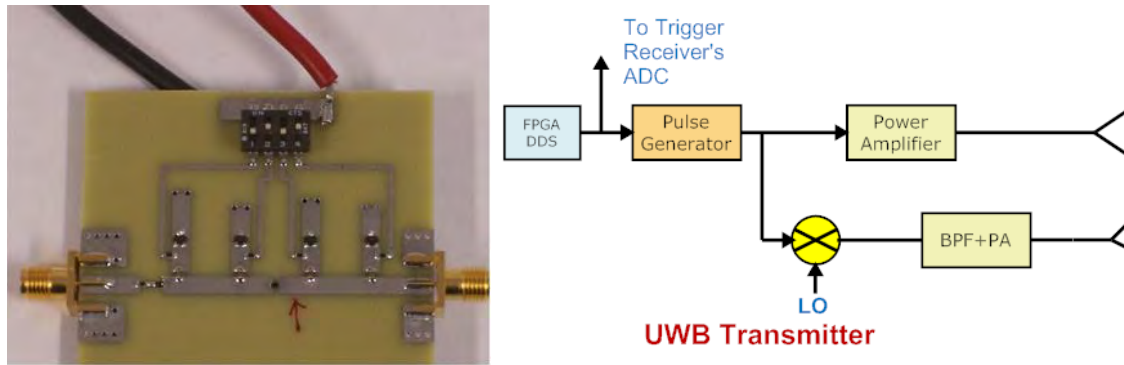 To Trigger
Receiver's
ADC
FPGA
DDS
Pulse
Generator
Power
Amplifier
BPF+PA
LO
UWB Transmitter